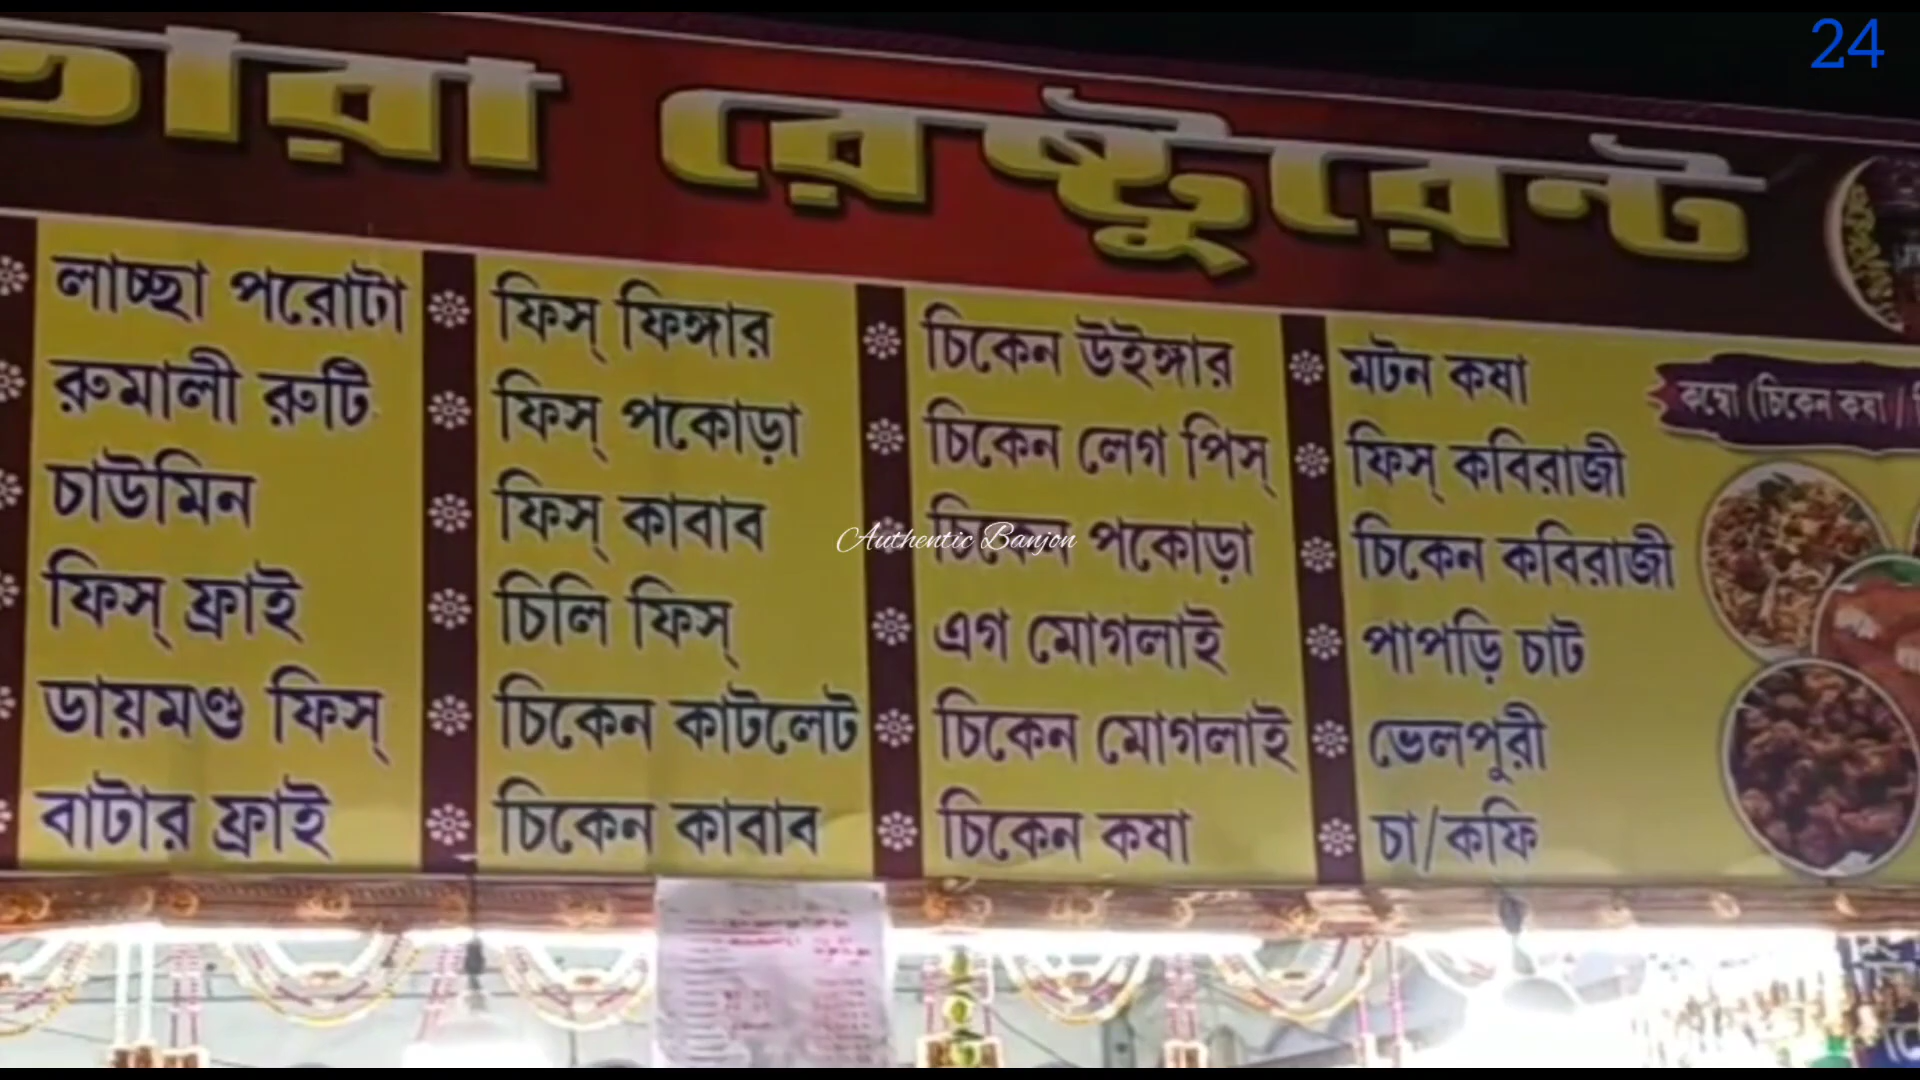 তারা রেষ্টুরেন্ট
24
লাচ্ছা পরোটা
রুমালী রুটি
চাউমিন
ফিস্ ফ্রাই
ডায়মণ্ড ফিস্
বাটার ফ্রাই
ফিস্ ফিঙ্গার
ফিস্ পকোড়া
ফিস্ কাবাব
চিলি ফিস্
চিকেন কাটলেট
চিকেন কাবাব
চিকেন উইঙ্গার
চিকেন লেগ পিস্
চিকেন পকোড়া
এগ মোগলাই
চিকেন মোগলাই
চিকেন কষা
মটন কষা
ফিস্ কবিরাজী
চিকেন কবিরাজী
পাপড়ি চাট
ভেলপুরী
চা/কফি
কম্বো (চিকেন কষা /
Authentic Banjon